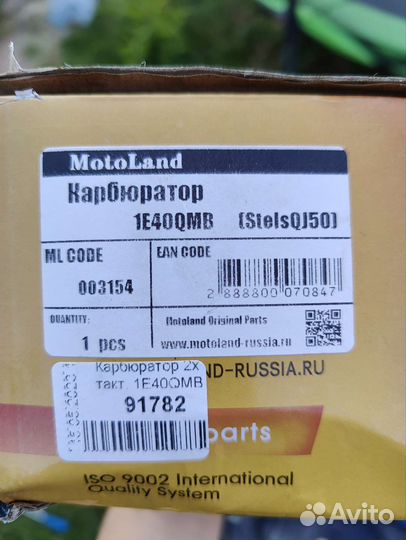 MotoLand
Карбюратор
1E40QMB (StelsQJ50)
ML CODE
003154
EAN CODE
2 888800 070847
QUANTITY:
1 pcs
Motoland Original Parts
www.motoland-russia.ru
ND-RUSSIA.RU
Карбюратор 2х
такт. 1E40QMB
91782
parts
ISO 9002 International
Quality System
Avito